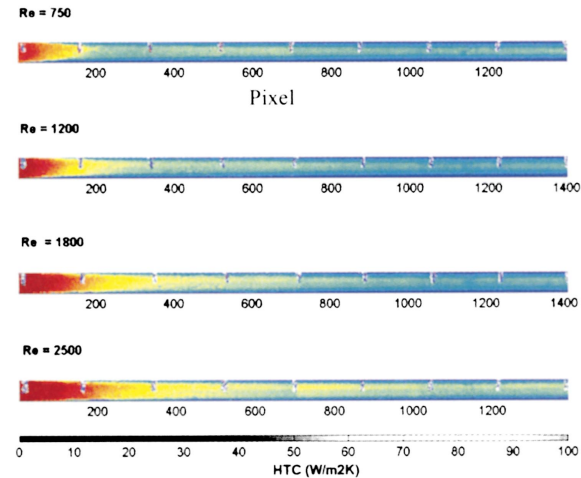 Re = 750
200 400 600 800 1000 1200
Pixel
Re = 1200
200 400 600 800 1000 1200 1400
Re = 1800
200 400 600 800 1000 1200 1400
Re = 2500
200 400 600 800 1000 1200
0 10 20 30 40 50 60 70 80 90 100
HTC (W/m2K)